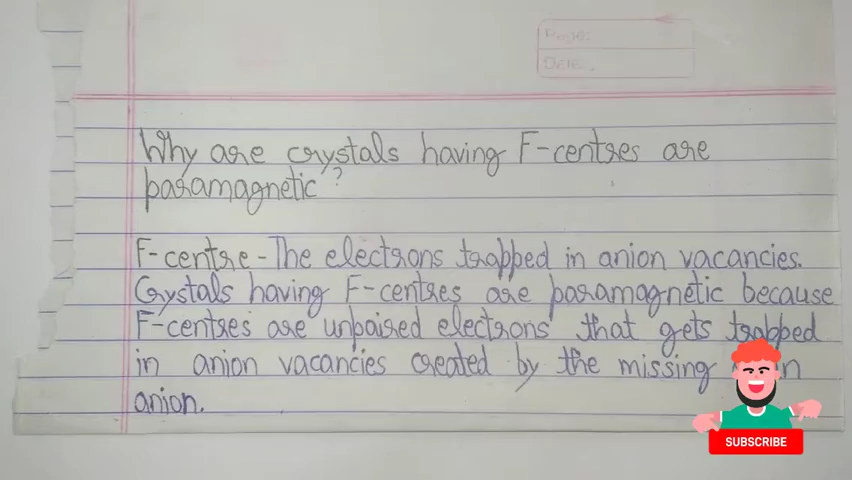 Page:
Date:
Why are crystals having F-centres are
paramagnetic?
F-centre - The electrons trapped in anion vacancies.
Crystals having F-centres are paramagnetic because
F-centres are unpaired electrons that gets trapped
in anion vacancies created by the missing
anion.
SUBSCRIBE